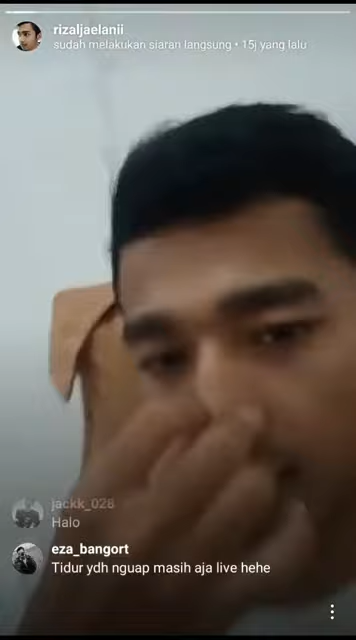 rizaljaelanii
sudah melakukan siaran langsung • 15j yang lalu
jackk_028
Halo
eza_bangort
Tidur ydh nguap masih aja live hehe